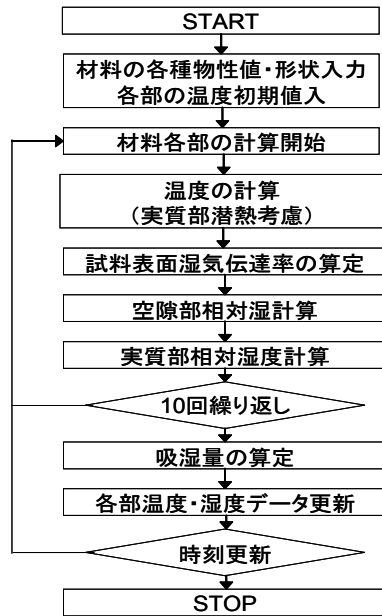 START
材料の各種物性値・形状入力
各部の温度初期値入
材料各部の計算開始
温度の計算
（実質部潜熱考慮）
試料表面湿気伝達率の算定
空隙部相対湿計算
実質部相対湿度計算
10回繰り返し
吸湿量の算定
各部温度・湿度データ更新
時刻更新
STOP